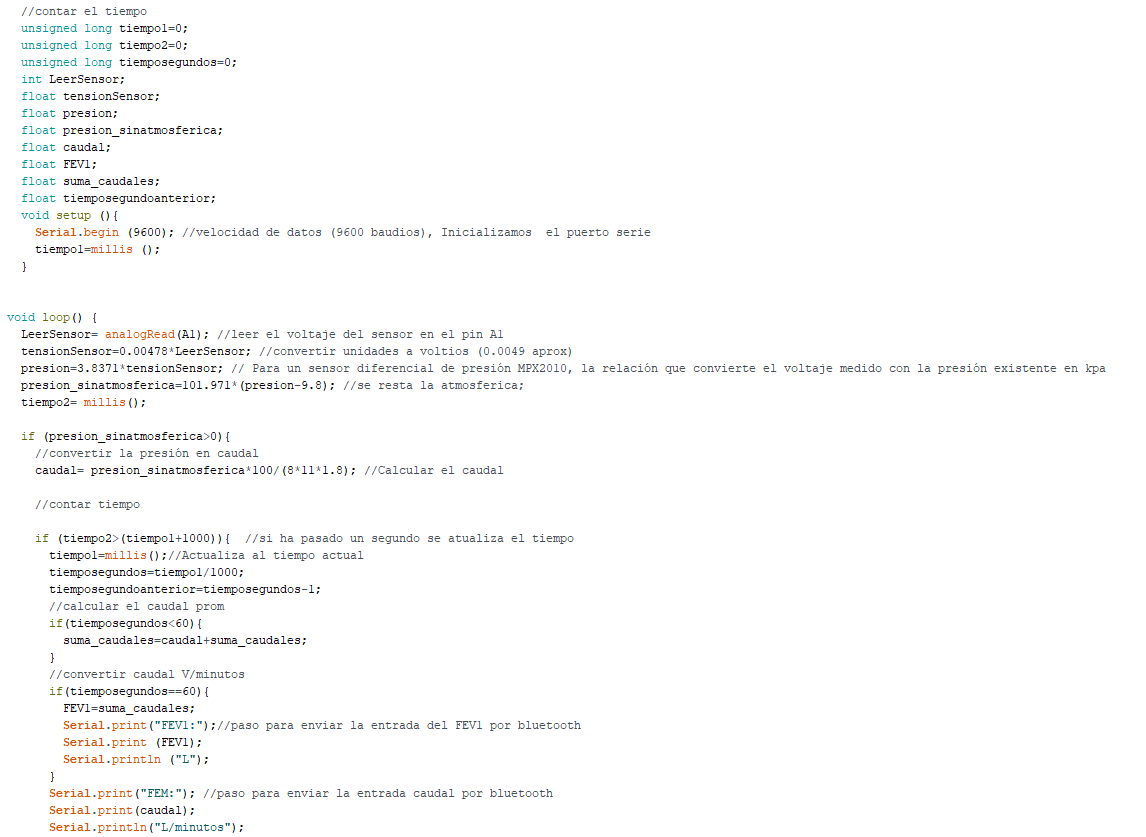 //contar el tiempo
unsigned long tiempo1=0;
unsigned long tiempo2=0;
unsigned long tiemposegundos=0;
int LeerSensor;
float tensionSensor;
float presion;
float presion_sinatmosferica;
float caudal;
float FEV1;
float suma_caudales;
float tiemposegundoanterior;
void setup (){
Serial.begin (9600); //velocidad de datos (9600 baudios), Inicializamos  el puerto serie
tiempo1=millis ();
}
void loop() {
LeerSensor= analogRead(A1); //leer el voltaje del sensor en el pin A1
tensionSensor=0.00478*LeerSensor; //convertir unidades a voltios (0.0049 aprox)
presion=3.8371*tensionSensor; // Para un sensor diferencial de presión MPX2010, la relación que convierte el voltaje medido con la presión existente en kpa
presion_sinatmosferica=101.971*(presion-9.8); //se resta la atmosferica;
tiempo2= millis();
if (presion_sinatmosferica>0){
//convertir la presión en caudal
caudal= presion_sinatmosferica*100/(8*11*1.8); //Calcular el caudal
//contar tiempo
if (tiempo2>(tiempo1+1000)){  //si ha pasado un segundo se atualiza el tiempo
tiempo1=millis();//Actualiza al tiempo actual
tiemposegundos=tiempo1/1000;
tiemposegundoanterior=tiemposegundos-1;
//calcular el caudal prom
if(tiemposegundos<60){
suma_caudales=caudal+suma_caudales;
}
//convertir caudal V/minutos
if(tiemposegundos==60){
FEV1=suma_caudales;
Serial.print("FEV1:");//paso para enviar la entrada del FEV1 por bluetooth
Serial.print (FEV1);
Serial.println ("L");
}
Serial.print("FEM:"); //paso para enviar la entrada caudal por bluetooth
Serial.print(caudal);
Serial.println("L/minutos");